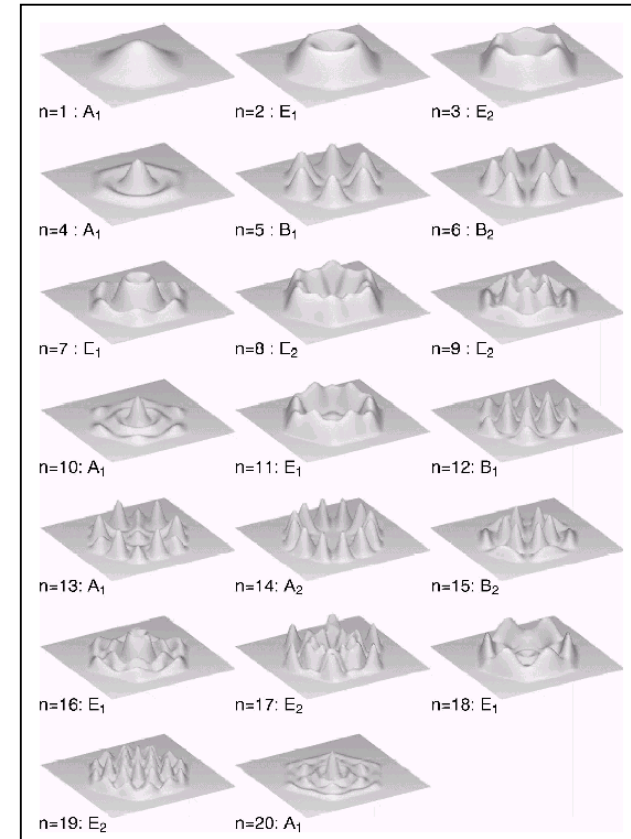 n=1 : A₁ n=2 : E₁ n=3 : E₂
n=4 : A₁ n=5 : B₁ n=6 : B₂
n=7 : E₁ n=8 : E₂ n=9 : E₂
n=10: A₁ n=11: E₁ n=12: B₁
n=13: A₁ n=14: A₂ n=15: B₂
n=16: E₁ n=17: E₂ n=18: E₁
n=19: E₂ n=20: A₁